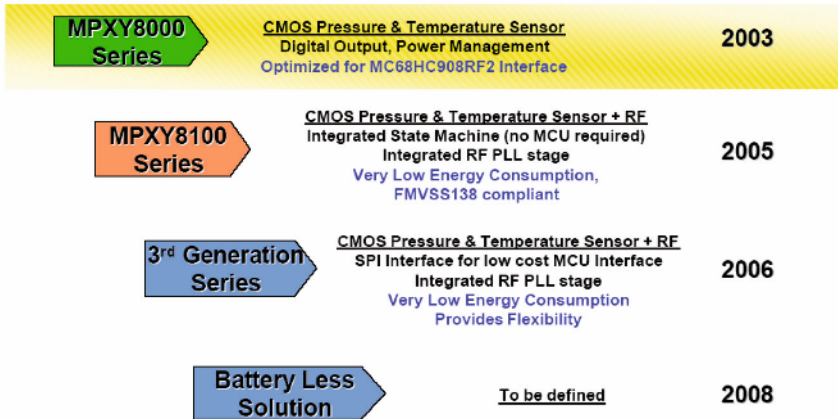 MPXY8000
Series
CMOS Pressure & Temperature Sensor
Digital Output, Power Management
Optimized for MC68HC908RF2 Interface
2003
MPXY8100
Series
CMOS Pressure & Temperature Sensor + RF
Integrated State Machine (no MCU required)
Integrated RF PLL stage
Very Low Energy Consumption,
FMVSS138 compliant
2005
3rd Generation
Series
CMOS Pressure & Temperature Sensor + RF
SPI Interface for low cost MCU Interface
Integrated RF PLL stage
Very Low Energy Consumption
Provides Flexibility
2006
Battery Less
Solution
To be defined
2008